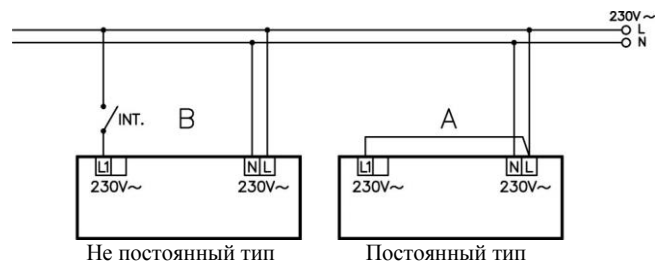 230V~
L
N
INT.
B
A
L1
N L
L1
N L
230V~
230V~
230V~
230V~
Не постоянный тип
Постоянный тип